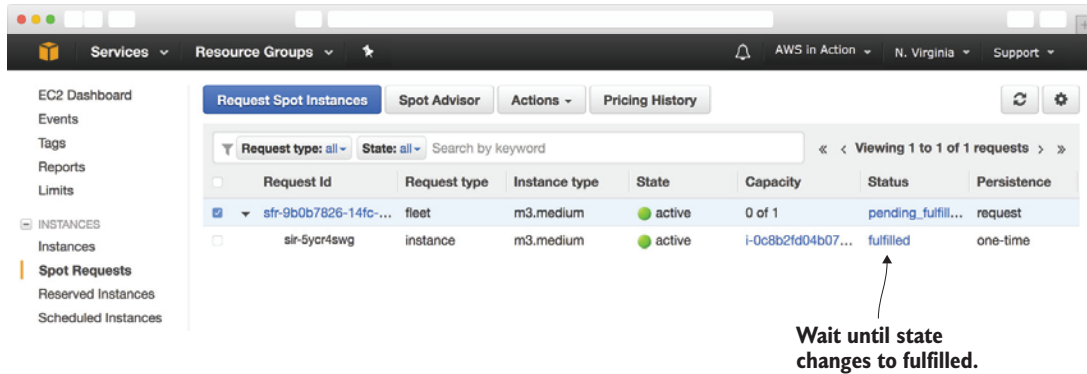 Services Resource Groups AWS in Action N. Virginia Support
EC2 Dashboard
Events
Tags
Reports
Limits
INSTANCES
Instances
Spot Requests
Reserved Instances
Scheduled Instances
Request Spot Instances Spot Advisor Actions Pricing History
Request type: all State: all Search by keyword « < Viewing 1 to 1 of 1 requests > »
Request Id Request type Instance type State Capacity Status Persistence
sfr-9b0b7826-14fc-... fleet m3.medium active 0 of 1 pending_fulfill... request
sir-5ycr4swg instance m3.medium active i-0c8b2fd04b07... fulfilled one-time
Wait until state
changes to fulfilled.